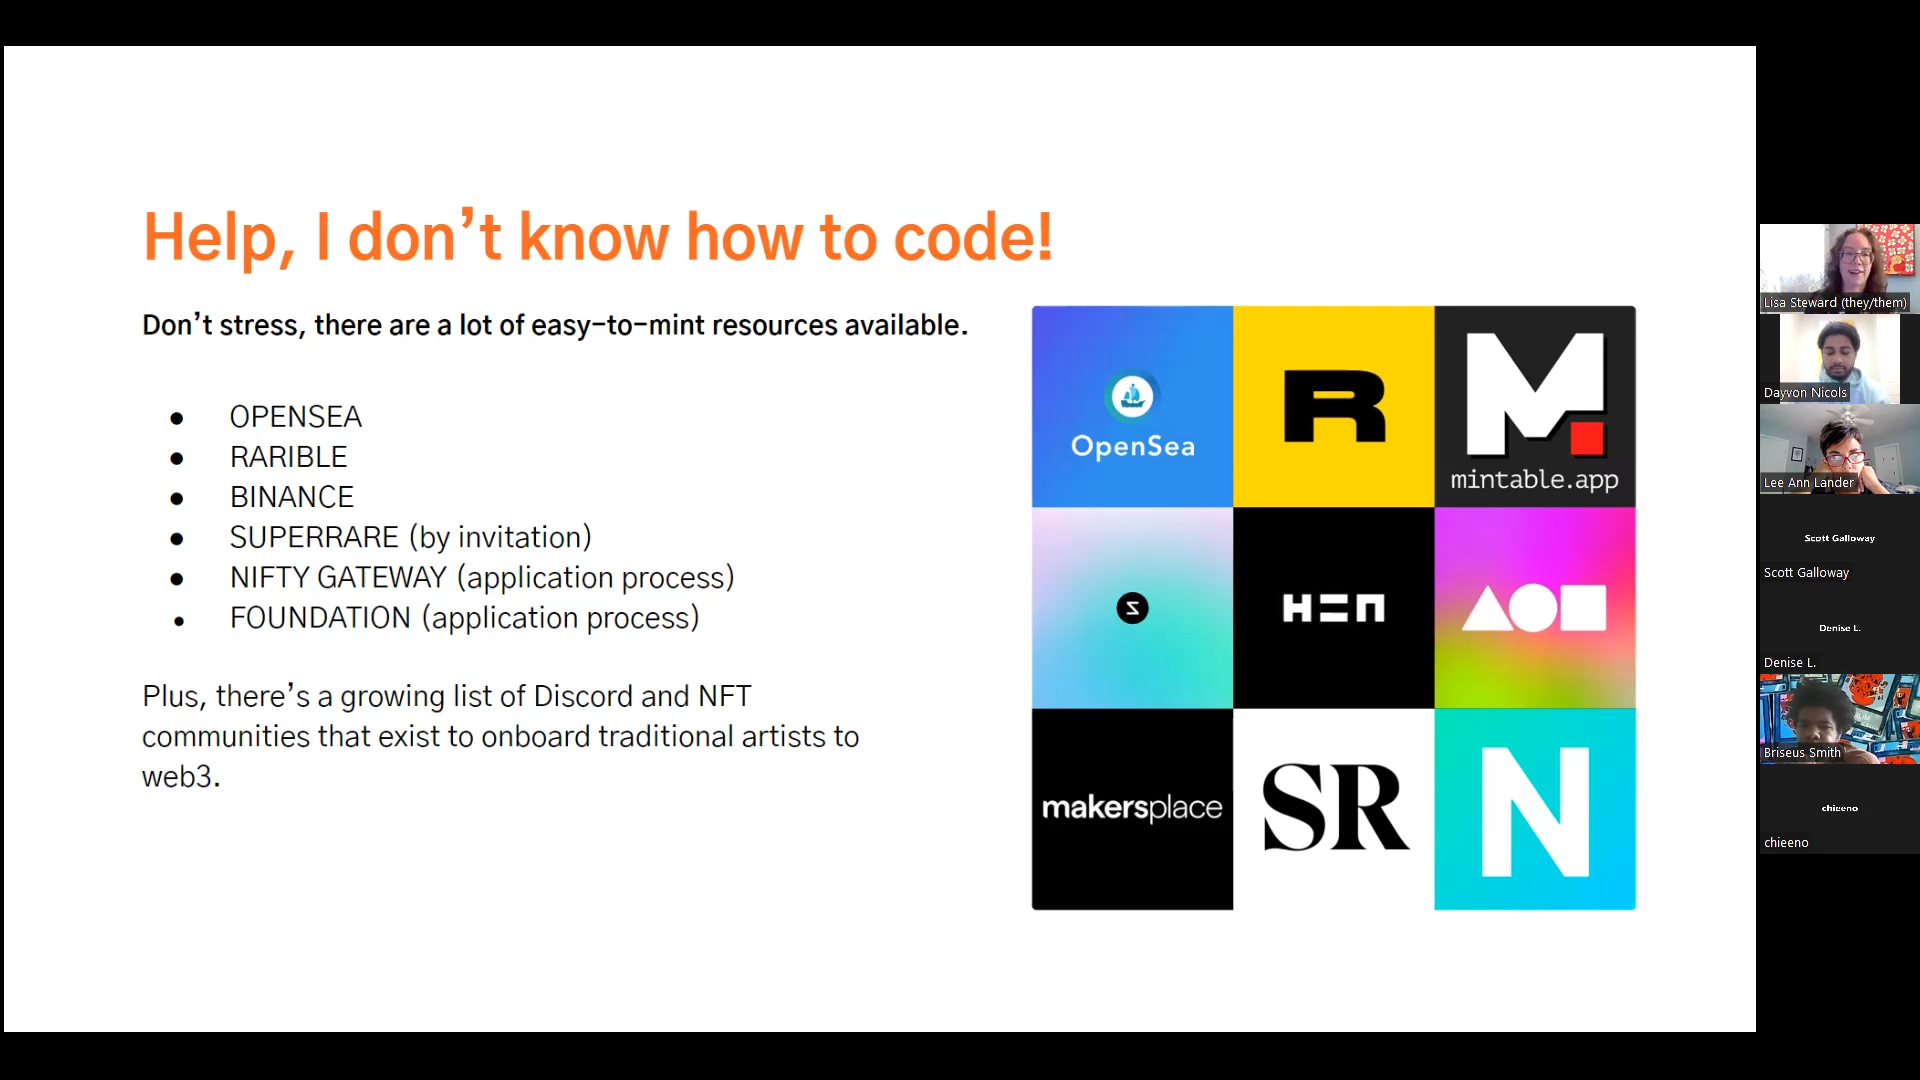 Help, I don’t know how to code!
Don’t stress, there are a lot of easy-to-mint resources available.
● OPENSEA
● RARIBLE
● BINANCE
● SUPERRARE (by invitation)
● NIFTY GATEWAY (application process)
● FOUNDATION (application process)
Plus, there’s a growing list of Discord and NFT
communities that exist to onboard traditional artists to
web3.
OpenSea
R
M
mintable.app
HEN
makersplace
SR
N
Lisa Steward (they/them)
Dayvon Nicols
Lee Ann Lander
Scott Galloway
Scott Galloway
Denise L.
Denise L.
Briseus Smith
chieeno
chieeno